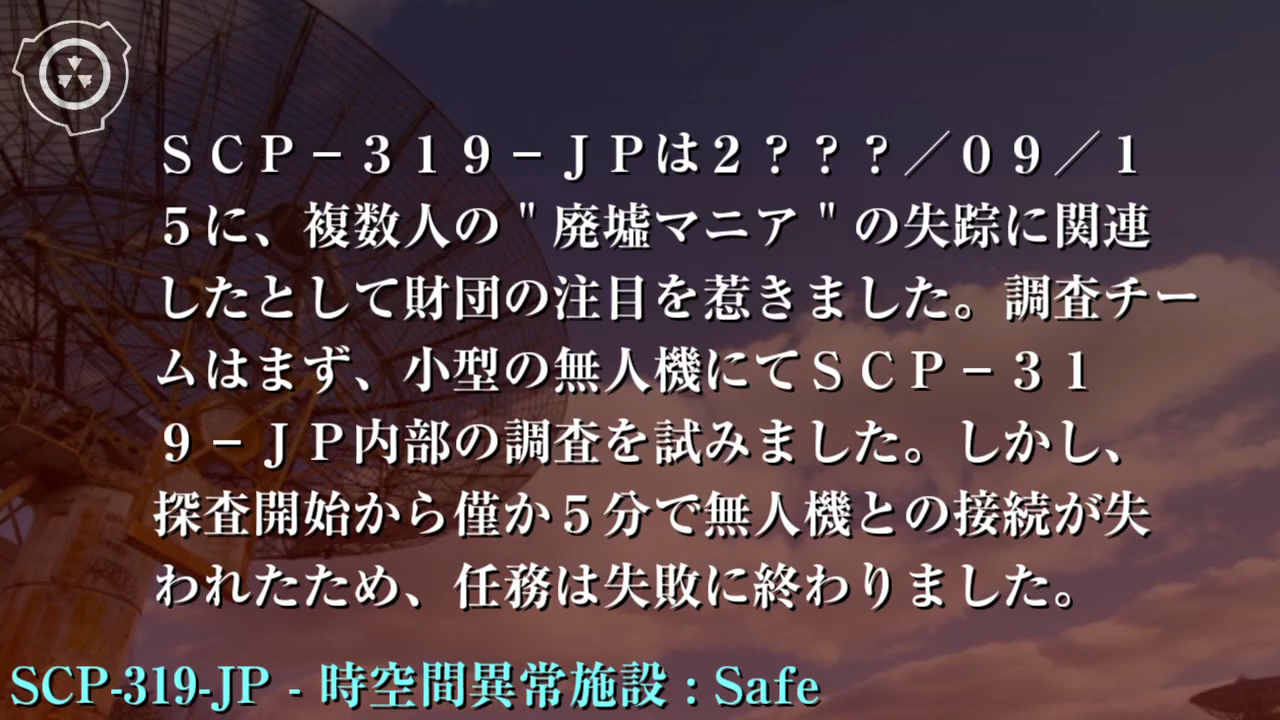 SCP-319-JPは2???/09/1
5に、複数人の"廃墟マニア"の失踪に関連
したとして財団の注目を惹きました。調査チー
ムはまず、小型の無人機にてSCP-31
9-JP内部の調査を試みました。しかし、
探査開始から僅か5分で無人機との接続が失
われたため、任務は失敗に終わりました。
SCP-319-JP - 時空間異常施設 : Safe